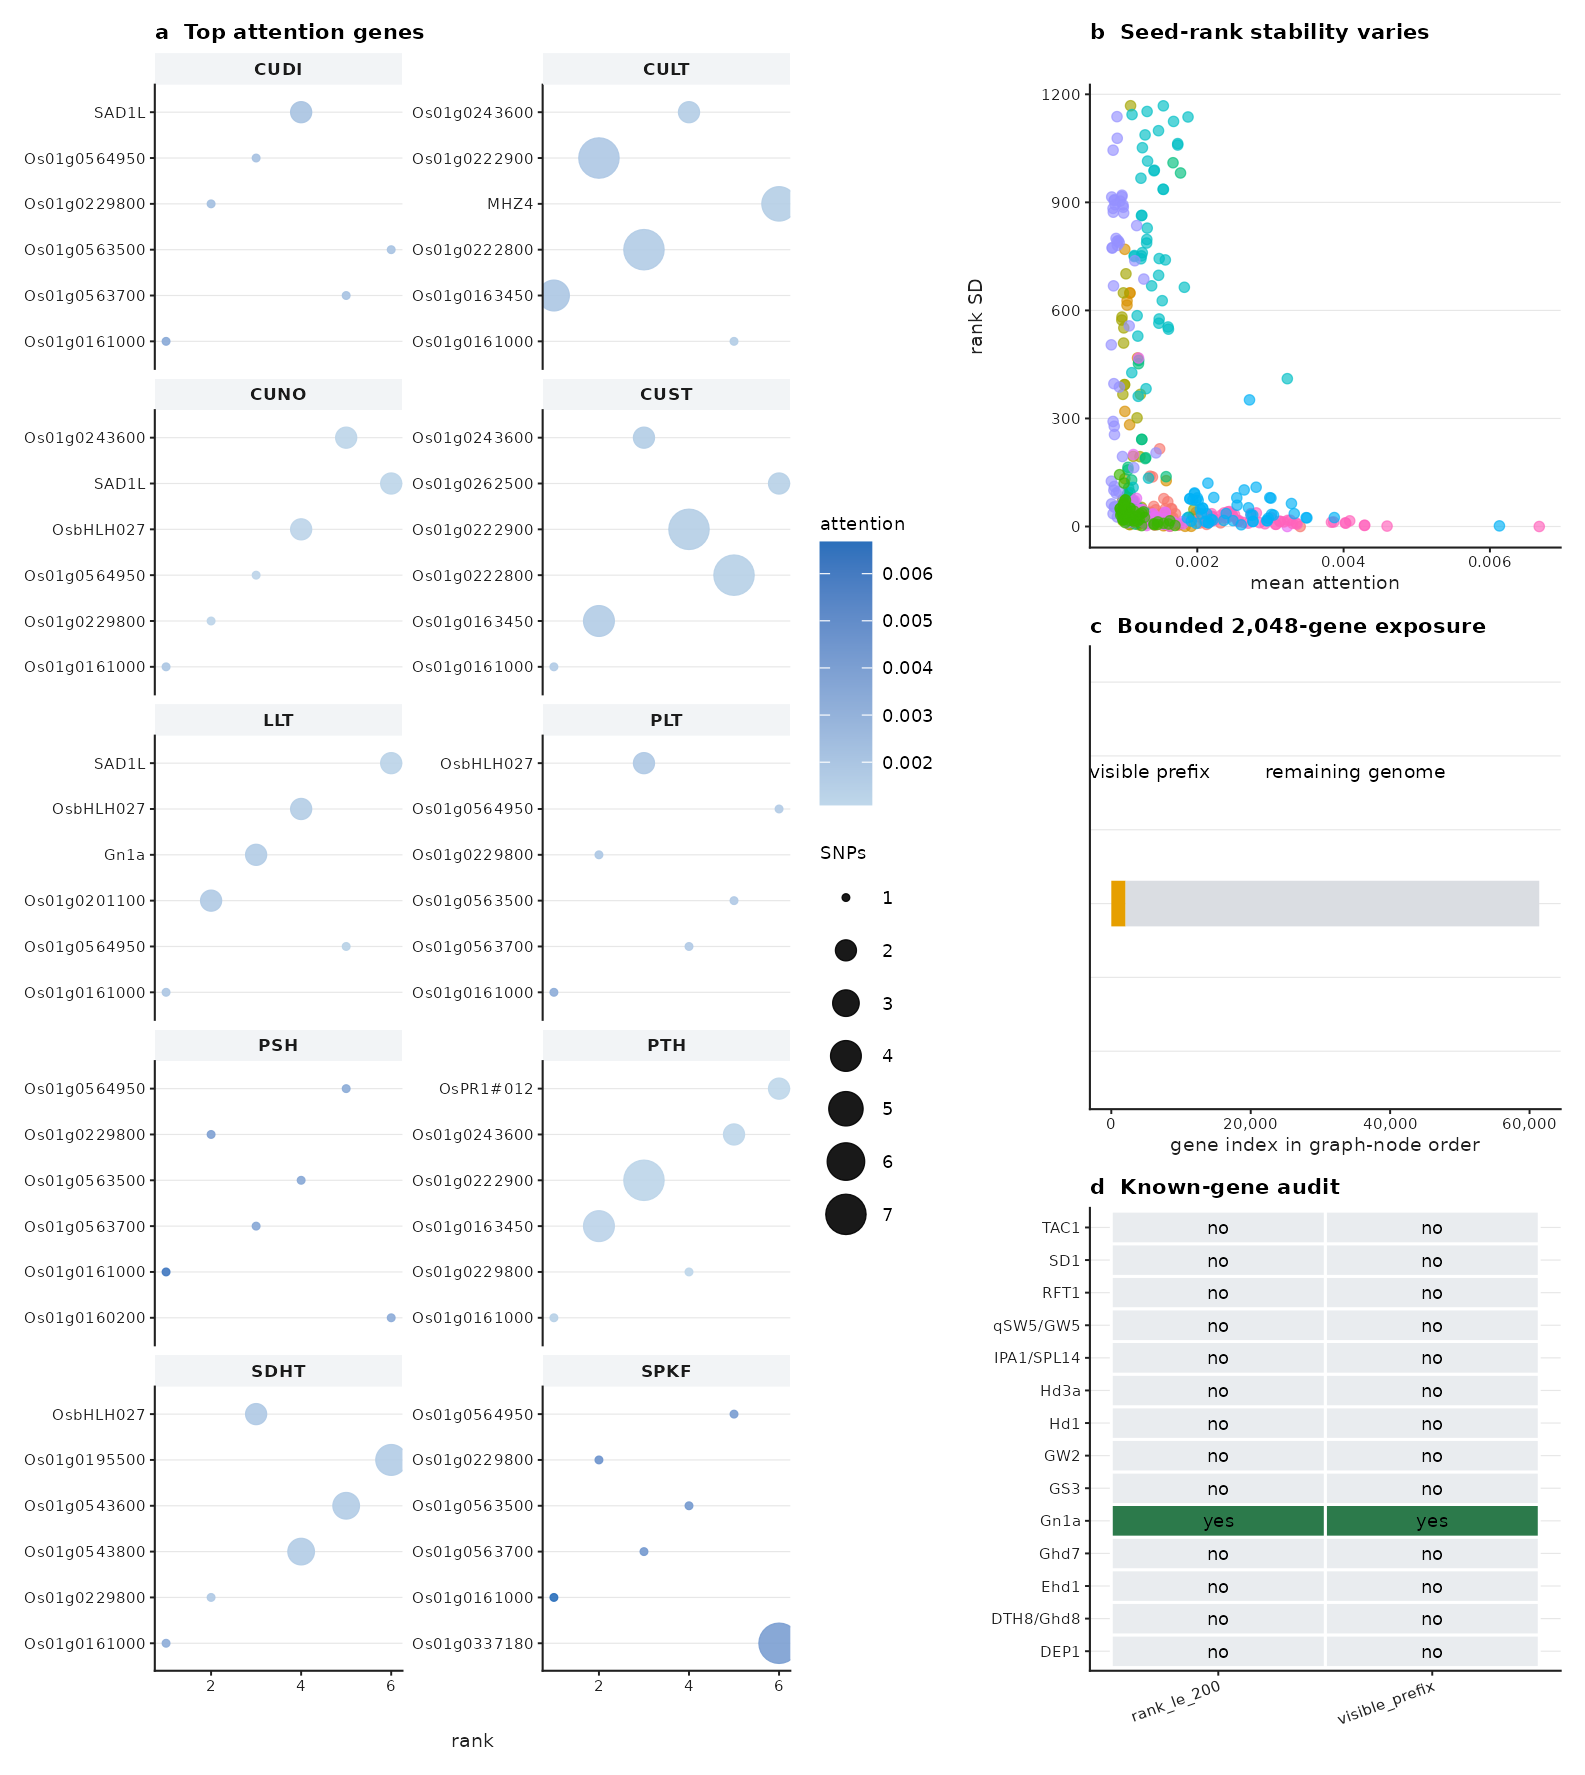 a Top attention genes
CUDI
SAD1L
Os01g0564950
Os01g0229800
Os01g0563500
Os01g0563700
Os01g0161000
CULT
Os01g0243600
Os01g0222900
MHZ4
Os01g0222800
Os01g0163450
Os01g0161000
CUNO
Os01g0243600
SAD1L
OsbHLH027
Os01g0564950
Os01g0229800
Os01g0161000
CUST
Os01g0243600
Os01g0262500
Os01g0222900
Os01g0222800
Os01g0163450
Os01g0161000
LLT
SAD1L
OsbHLH027
Gn1a
Os01g0201100
Os01g0564950
Os01g0161000
PLT
OsbHLH027
Os01g0564950
Os01g0229800
Os01g0563500
Os01g0563700
Os01g0161000
PSH
Os01g0564950
Os01g0229800
Os01g0563500
Os01g0563700
Os01g0161000
Os01g0160200
PTH
OsPR1#012
Os01g0243600
Os01g0222900
Os01g0163450
Os01g0229800
Os01g0161000
SDHT
OsbHLH027
Os01g0195500
Os01g0543600
Os01g0543800
Os01g0229800
Os01g0161000
2 4 6
SPKF
Os01g0564950
Os01g0229800
Os01g0563500
Os01g0563700
Os01g0161000
Os01g0337180
2 4 6
rank
attention
0.006
0.005
0.004
0.003
0.002
SNPs
1
2
3
4
5
6
7
b Seed-rank stability varies
rank SD
1200
900
600
300
0
0.002 0.004 0.006
mean attention
c Bounded 2,048-gene exposure
visible prefix remaining genome
0 20,000 40,000 60,000
gene index in graph-node order
d Known-gene audit
TAC1 no no
SD1 no no
RFT1 no no
qSW5/GW5 no no
IPA1/SPL14 no no
Hd3a no no
Hd1 no no
GW2 no no
GS3 no no
Gn1a yes yes
Ghd7 no no
Ehd1 no no
DTH8/Ghd8 no no
DEP1 no no
rank_le_200 visible_prefix